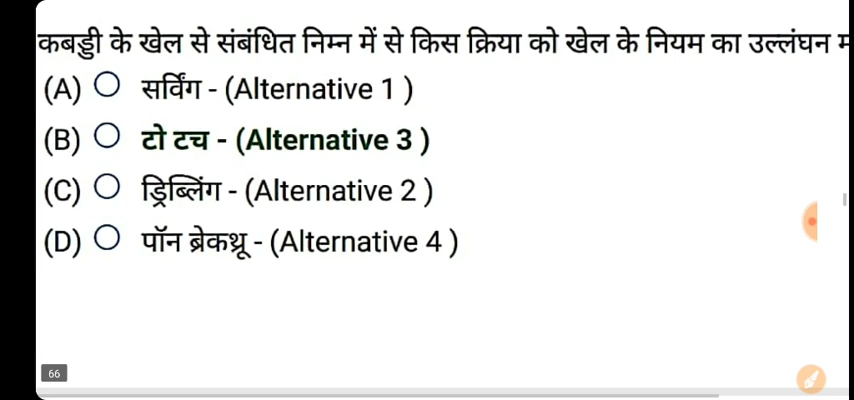 कबड्डी के खेल से संबंधित निम्न में से किस क्रिया को खेल के नियम का उल्लंघन
(A) सर्विंग - (Alternative 1 )
(B) टो टच - (Alternative 3 )
(C) ड्रिब्लिंग - (Alternative 2 )
(D) पॉन ब्रेकथ्रू - (Alternative 4 )
66